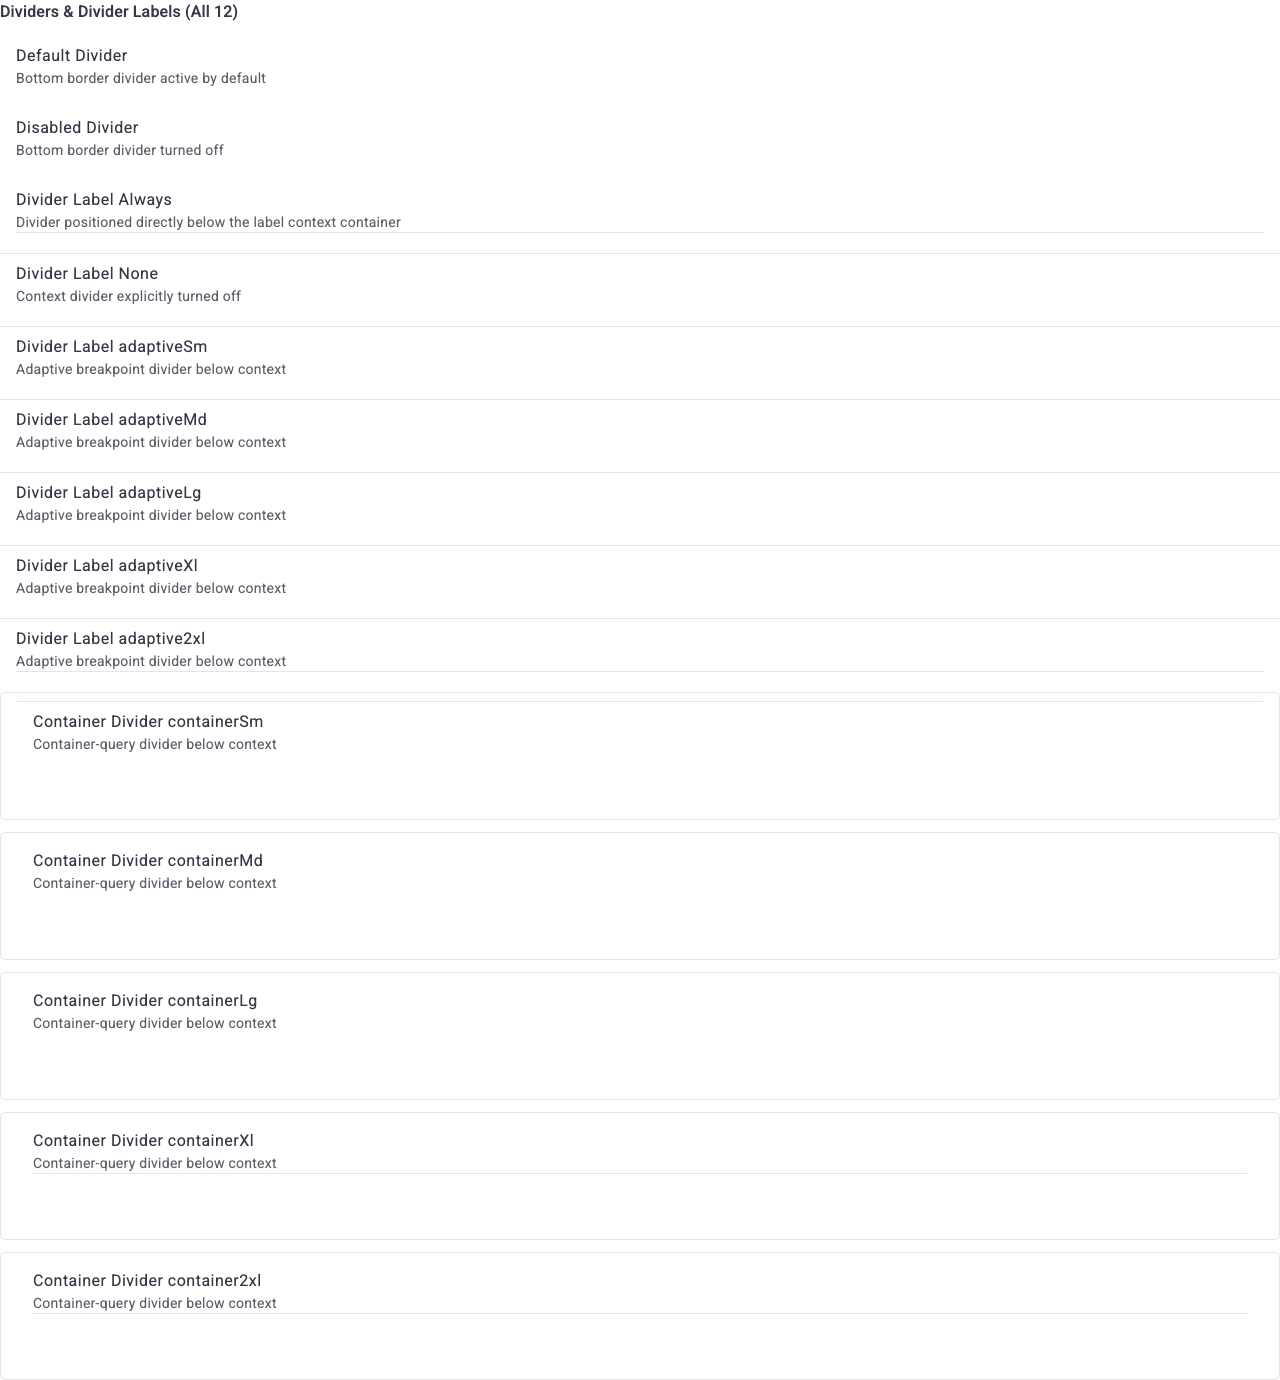 Dividers & Divider Labels (All 12)
Default Divider
Bottom border divider active by default
Disabled Divider
Bottom border divider turned off
Divider Label Always
Divider positioned directly below the label context container
Divider Label None
Context divider explicitly turned off
Divider Label adaptiveSm
Adaptive breakpoint divider below context
Divider Label adaptiveMd
Adaptive breakpoint divider below context
Divider Label adaptiveLg
Adaptive breakpoint divider below context
Divider Label adaptiveXl
Adaptive breakpoint divider below context
Divider Label adaptive2xl
Adaptive breakpoint divider below context
Container Divider containerSm
Container-query divider below context
Container Divider containerMd
Container-query divider below context
Container Divider containerLg
Container-query divider below context
Container Divider containerXl
Container-query divider below context
Container Divider container2xl
Container-query divider below context